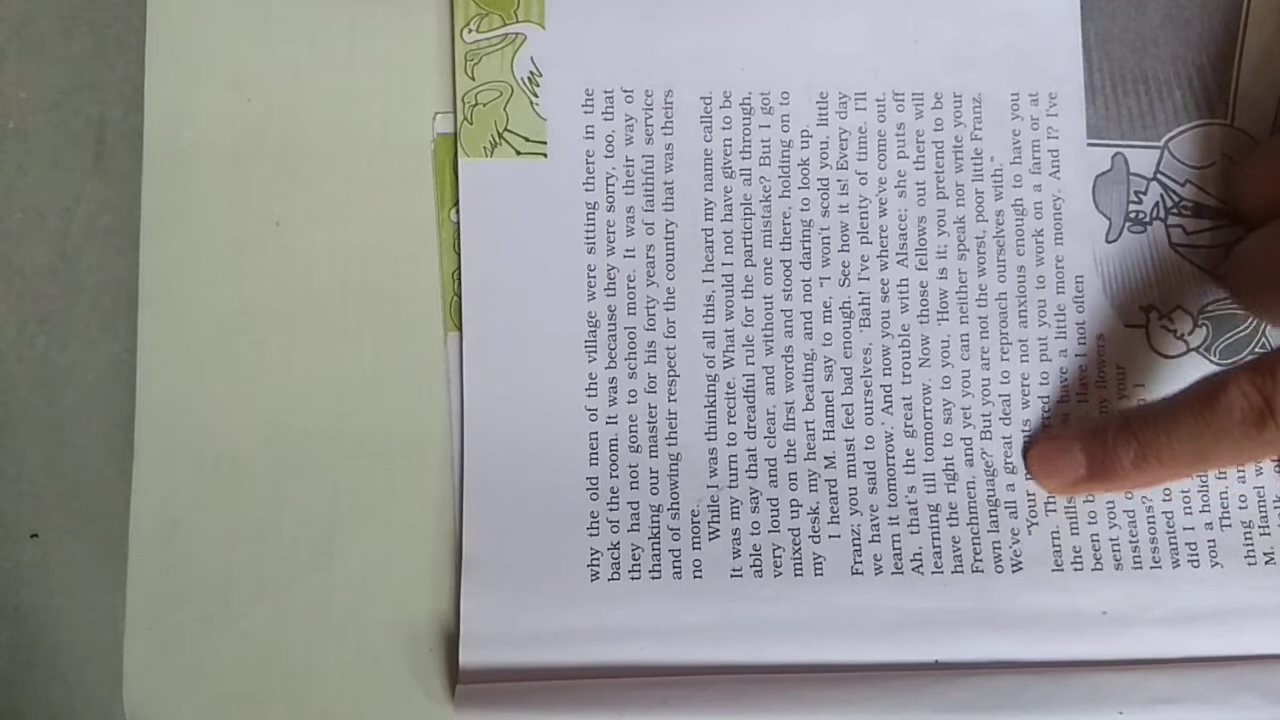 why the old men of the village were sitting there in the
back of the room. It was because they were sorry, too, that
they had not gone to school more. It was their way of
thanking our master for his forty years of faithful service
and of showing their respect for the country that was theirs
no more.
While I was thinking of all this, I heard my name called.
It was my turn to recite. What would I not have given to be
able to say that dreadful rule for the participle all through,
very loud and clear, and without one mistake? But I got
mixed up on the first words and stood there, holding on to
my desk, my heart beating, and not daring to look up.
I heard M. Hamel say to me, "I won't scold you, little
Franz; you must feel bad enough. See how it is! Every day
we have said to ourselves, 'Bah! I've plenty of time. I'll
learn it tomorrow.' And now you see where we've come out.
Ah, that's the great trouble with Alsace; she puts off
learning till tomorrow. Now those fellows out there will
have the right to say to you, 'How is it; you pretend to be
Frenchmen, and yet you can neither speak nor write your
own language?' But you are not the worst, poor little Franz.
We've all a great deal to reproach ourselves with."
"Your were not anxious enough to have you
learn. to put you to work on a farm or at
the mills have a little more money. And I? I've
been to Have I not often
sent you my flowers
instead your
lessons? I
wanted to
did I not
you a
Then,
thing to
M. Hamel